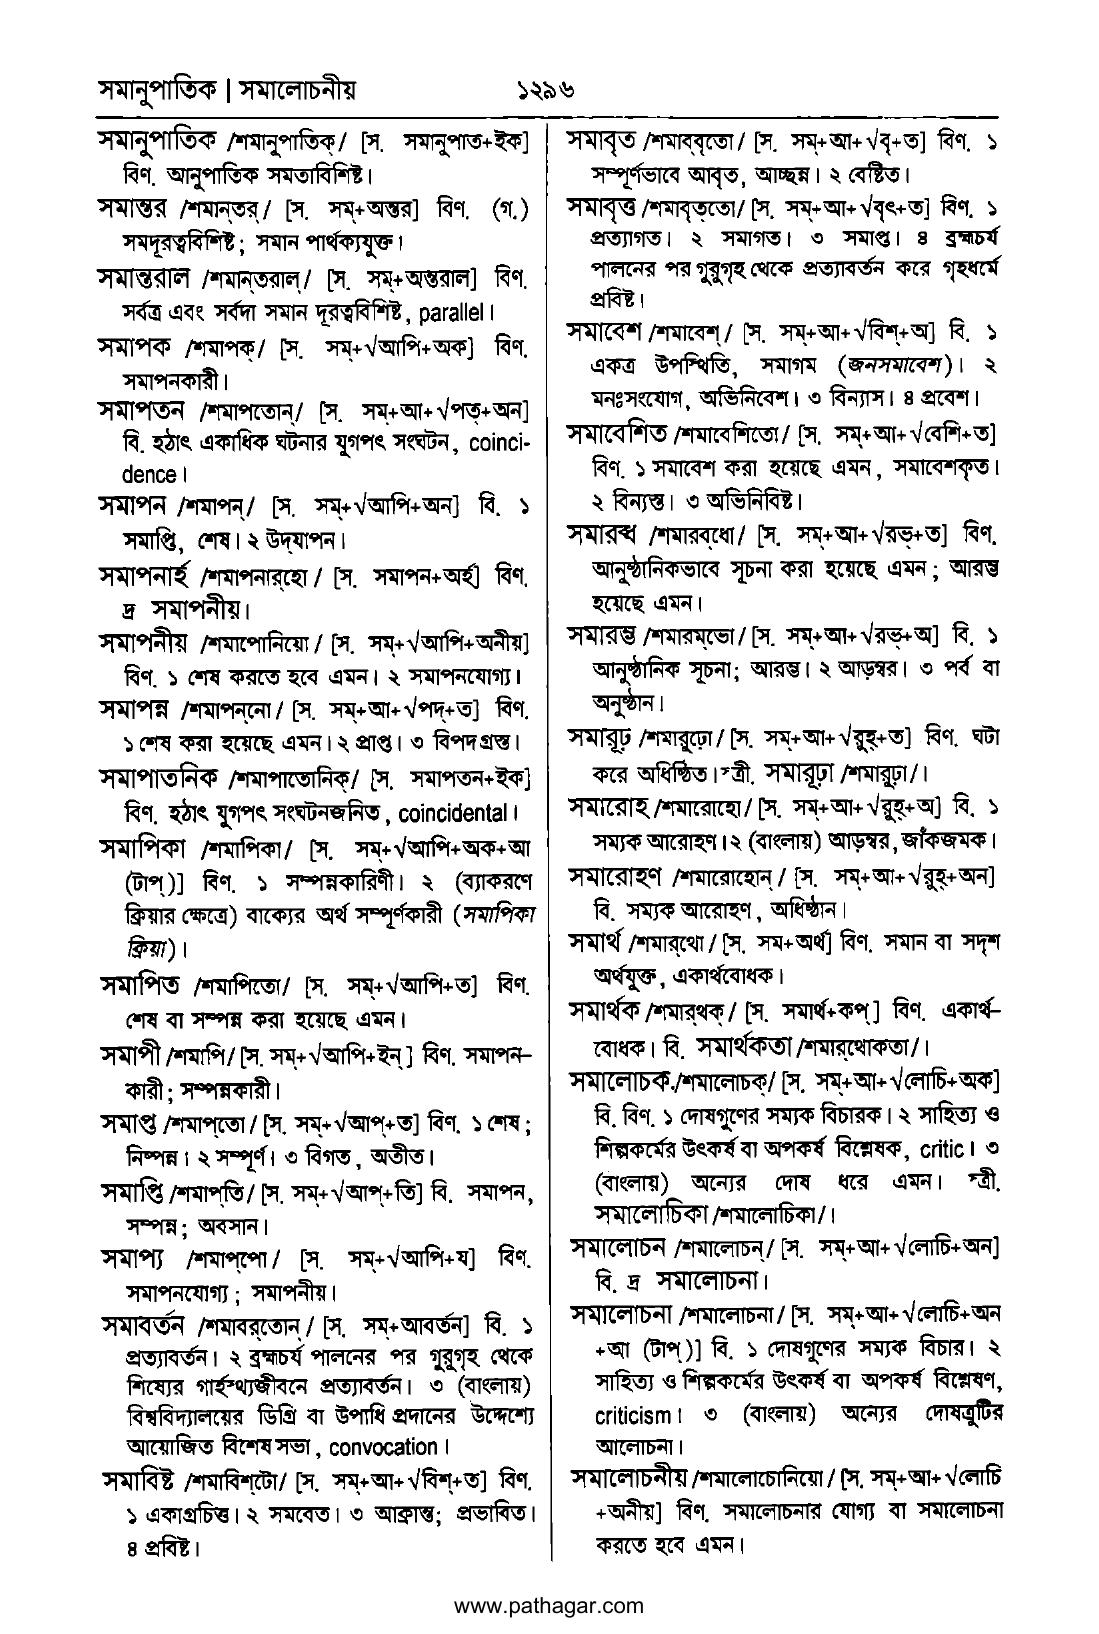 সমানুপাতিক | সমালোচনীয়
১২৯৬
সমানুপাতিক /শমানুপাতিক্/ [স. সমানুপাত+ইক]
বিণ. আনুপাতিক সমতাবিশিষ্ট।
সমান্তর /শমান্‌তর্/ [স. সম্+অন্তর] বিণ. (গ.)
সমদূরত্ববিশিষ্ট; সমান পার্থক্যযুক্ত।
সমান্তরাল /শমান্‌তরাল্/ [স. সম্+অন্তরাল] বিণ.
সর্বত্র এবং সর্বদা সমান দূরত্ববিশিষ্ট, parallel।
সমাপক /শমাপক্/ [স. সম্+√আপি+অক] বিণ.
সমাপনকারী।
সমাপতন /শমাপতোন্/ [স. সম্+আ+√পত্+অন]
বি. হঠাৎ একাধিক ঘটনার যুগপৎ সংঘটন, coinci-
dence।
সমাপন /শমাপন্/ [স. সম্+√আপি+অন] বি. ১
সমাপ্তি, শেষ। ২ উদ্‌যাপন।
সমাপনার্হ /শমাপনার্‌হো/ [স. সমাপন+অর্হ] বিণ.
দ্র সমাপনীয়।
সমাপনীয় /শমাপোনিয়ো/ [স. সম্+√আপি+অনীয়]
বিণ. ১ শেষ করতে হবে এমন। ২ সমাপনযোগ্য।
সমাপন্ন /শমাপন্‌নো/ [স. সম্+আ+√পদ্+ত] বিণ.
১ শেষ করা হয়েছে এমন। ২ প্রাপ্ত। ৩ বিপদগ্রস্ত।
সমাপাতনিক /শমাপাতোনিক্/ [স. সমাপতন+ইক]
বিণ. হঠাৎ যুগপৎ সংঘটনজনিত, coincidental।
সমাপিকা /শমাপিকা/ [স. সম্+√আপি+অক+আ
(টাপ্)] বিণ. ১ সম্পন্নকারিণী। ২ (ব্যাকরণে
ক্রিয়ার ক্ষেত্রে) বাক্যের অর্থ সম্পূর্ণকারী (সমাপিকা
ক্রিয়া)।
সমাপিত /শমাপিতো/ [স. সম্+√আপি+ত] বিণ.
শেষ বা সম্পন্ন করা হয়েছে এমন।
সমাপী /শমাপি/ [স. সম্+√আপি+ইন্] বিণ. সমাপন–
কারী; সম্পন্নকারী।
সমাপ্ত /শমাপ্‌তো/ [স. সম্+√আপ্+ত] বিণ. ১ শেষ;
নিষ্পন্ন। ২ সম্পূর্ণ। ৩ বিগত, অতীত।
সমাপ্তি /শমাপ্‌তি/ [স. সম্+√আপ্+তি] বি. সমাপন,
সম্পন্ন; অবসান।
সমাপ্য /শমাপ্‌পো/ [স. সম্+√আপি+য] বিণ.
সমাপনযোগ্য; সমাপনীয়।
সমাবর্তন /শমাবর্‌তোন্/ [স. সম্+আবর্তন] বি. ১
প্রত্যাবর্তন। ২ ব্রহ্মচর্য পালনের পর গুরুগৃহ থেকে
শিষ্যের গার্হস্থ্যজীবনে প্রত্যাবর্তন। ৩ (বাংলায়)
বিশ্ববিদ্যালয়ের ডিগ্রি বা উপাধি প্রদানের উদ্দেশ্যে
আয়োজিত বিশেষ সভা, convocation।
সমাবিষ্ট /শমাবিশ্‌টো/ [স. সম্+আ+√বিশ্+ত] বিণ.
১ একাগ্রচিত্ত। ২ সমবেত। ৩ আক্রান্ত; প্রভাবিত।
৪ প্রবিষ্ট।
সমাবৃত /শমাব্‌বৃতো/ [স. সম্+আ+√বৃ+ত] বিণ. ১
সম্পূর্ণভাবে আবৃত, আচ্ছন্ন। ২ বেষ্টিত।
সমাবৃত্ত /শমাবৃত্‌তো/ [স. সম্+আ+√বৃৎ+ত] বিণ. ১
প্রত্যাগত। ২ সমাগত। ৩ সমাপ্ত। ৪ ব্রহ্মচর্য
পালনের পর গুরুগৃহ থেকে প্রত্যাবর্তন করে গৃহধর্মে
প্রবিষ্ট।
সমাবেশ /শমাবেশ্/ [স. সম্+আ+√বিশ্+অ] বি. ১
একত্র উপস্থিতি, সমাগম (জনসমাবেশ)। ২
মনঃসংযোগ, অভিনিবেশ। ৩ বিন্যাস। ৪ প্রবেশ।
সমাবেশিত /শমাবেশিতো/ [স. সম্+আ+√বেশি+ত]
বিণ. ১ সমাবেশ করা হয়েছে এমন, সমাবেশকৃত।
২ বিন্যস্ত। ৩ অভিনিবিষ্ট।
সমারব্ধ /শমারব্‌ধো/ [স. সম্+আ+√রভ্+ত] বিণ.
আনুষ্ঠানিকভাবে সূচনা করা হয়েছে এমন; আরম্ভ
হয়েছে এমন।
সমারম্ভ /শমারম্‌ভো/ [স. সম্+আ+√রভ্+অ] বি. ১
আনুষ্ঠানিক সূচনা; আরম্ভ। ২ আড়ম্বর। ৩ পর্ব বা
অনুষ্ঠান।
সমারূঢ় /শমারুঢ়ো/ [স. সম্+আ+√রুহ্+ত] বিণ. ঘটা
করে অধিষ্ঠিত। স্ত্রী. সমারূঢ়া /শমারুঢ়া/।
সমারোহ /শমারোহো/ [স. সম্+আ+√রুহ্+অ] বি. ১
সম্যক আরোহণ। ২ (বাংলায়) আড়ম্বর, জাঁকজমক।
সমারোহণ /শমারোহোন্/ [স. সম্+আ+√রুহ্+অন]
বি. সম্যক আরোহণ, অধিষ্ঠান।
সমার্থ /শমার্‌থো/ [স. সম+অর্থ] বিণ. সমান বা সদৃশ
অর্থযুক্ত, একার্থবোধক।
সমার্থক /শমার্‌থক্/ [স. সমার্থ+কপ্] বিণ. একার্থ–
বোধক। বি. সমার্থকতা /শমার্‌থোকতা/।
সমালোচক /শমালোচক্/ [স. সম্+আ+√লোচি+অক]
বি. বিণ. ১ দোষগুণের সম্যক বিচারক। ২ সাহিত্য ও
শিল্পকর্মের উৎকর্ষ বা অপকর্ষ বিশ্লেষক, critic। ৩
(বাংলায়) অন্যের দোষ ধরে এমন। স্ত্রী.
সমালোচিকা /শমালোচিকা/।
সমালোচন /শমালোচন্/ [স. সম্+আ+√লোচি+অন]
বি. দ্র সমালোচনা।
সমালোচনা /শমালোচনা/ [স. সম্+আ+√লোচি+অন
+আ (টাপ্)] বি. ১ দোষগুণের সম্যক বিচার। ২
সাহিত্য ও শিল্পকর্মের উৎকর্ষ বা অপকর্ষ বিশ্লেষণ,
criticism। ৩ (বাংলায়) অন্যের দোষত্রুটির
আলোচনা।
সমালোচনীয় /শমালোচোনিয়ো/ [স. সম্+আ+√লোচি
+অনীয়] বিণ. সমালোচনার যোগ্য বা সমালোচনা
করতে হবে এমন।
www.pathagar.com